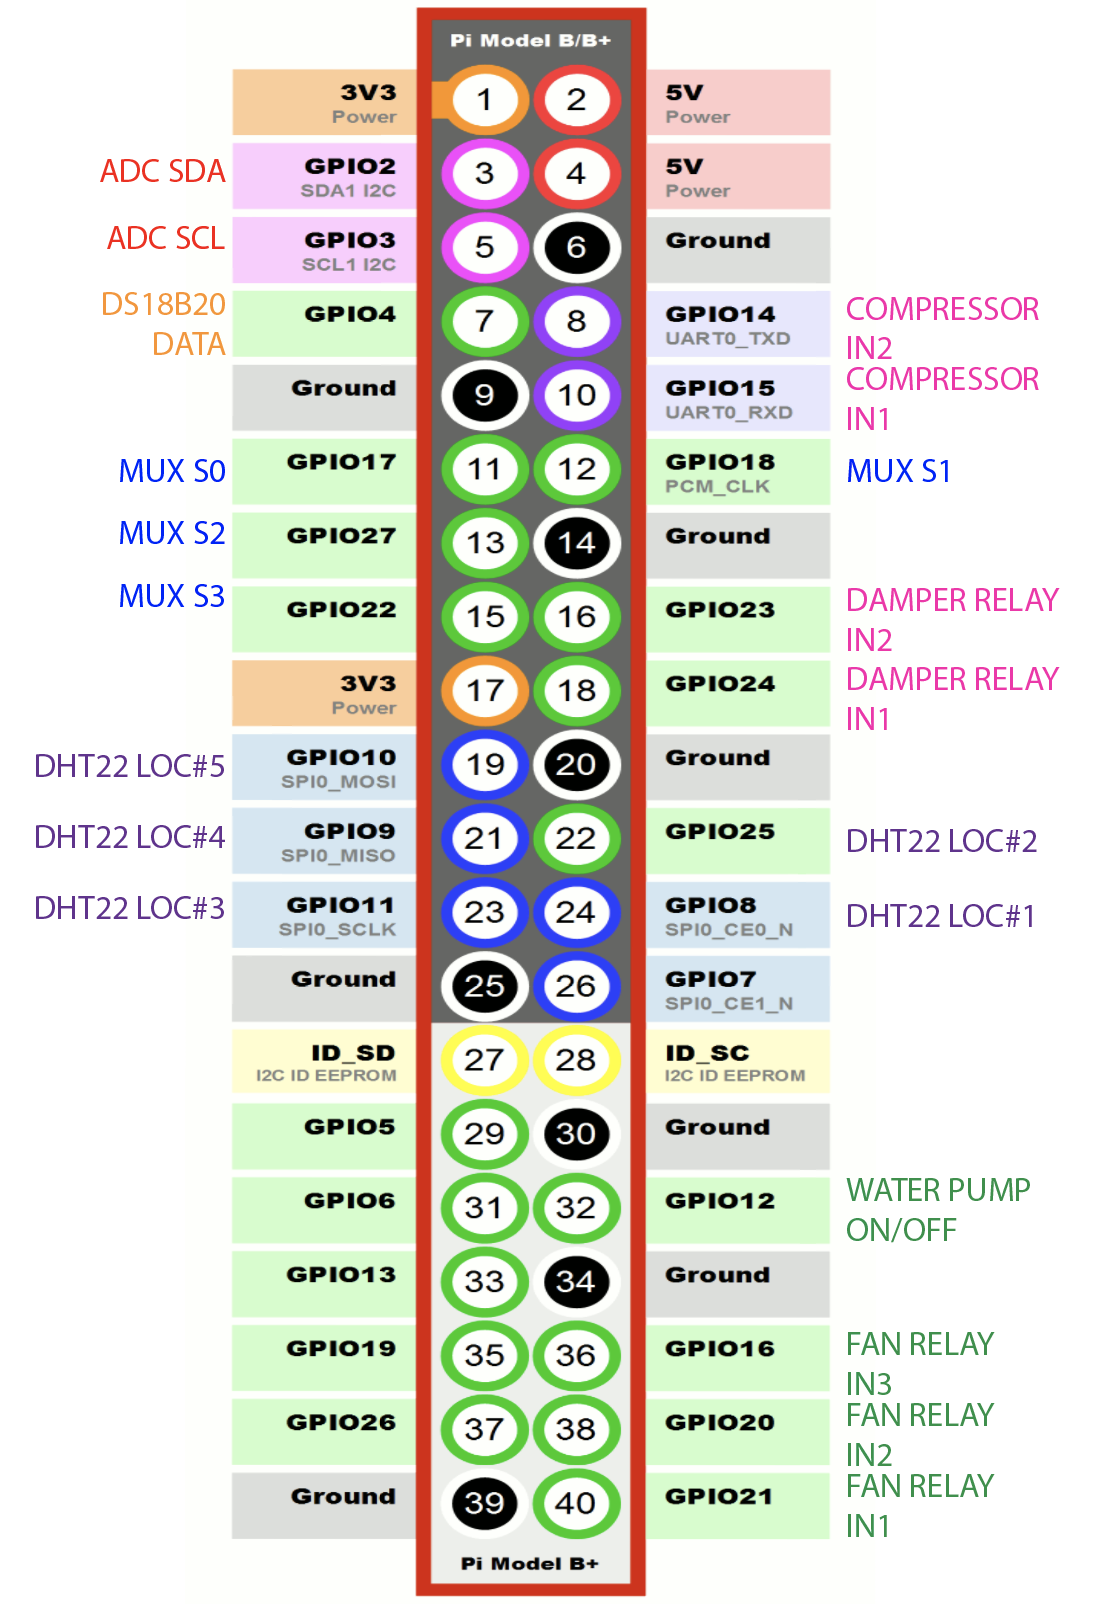 Pi Model B/B+
3V3
Power
1
2
5V
Power
ADC SDA
GPIO2
SDA1 I2C
3
4
5V
Power
ADC SCL
GPIO3
SCL1 I2C
5
6
Ground
DS18B20
DATA
GPIO4
7
8
GPIO14
UART0_TXD
COMPRESSOR
IN2
Ground
9
10
GPIO15
UART0_RXD
COMPRESSOR
IN1
MUX S0
GPIO17
11
12
GPIO18
PCM_CLK
MUX S1
MUX S2
GPIO27
13
14
Ground
MUX S3
GPIO22
15
16
GPIO23
DAMPER RELAY
IN2
3V3
Power
17
18
GPIO24
DAMPER RELAY
IN1
DHT22 LOC#5
GPIO10
SPI0_MOSI
19
20
Ground
DHT22 LOC#4
GPIO9
SPI0_MISO
21
22
GPIO25
DHT22 LOC#2
DHT22 LOC#3
GPIO11
SPI0_SCLK
23
24
GPIO8
SPI0_CE0_N
DHT22 LOC#1
Ground
25
26
GPIO7
SPI0_CE1_N
ID_SD
I2C ID EEPROM
27
28
ID_SC
I2C ID EEPROM
GPIO5
29
30
Ground
GPIO6
31
32
GPIO12
WATER PUMP
ON/OFF
GPIO13
33
34
Ground
GPIO19
35
36
GPIO16
FAN RELAY
IN3
GPIO26
37
38
GPIO20
FAN RELAY
IN2
Ground
39
40
GPIO21
FAN RELAY
IN1
Pi Model B+